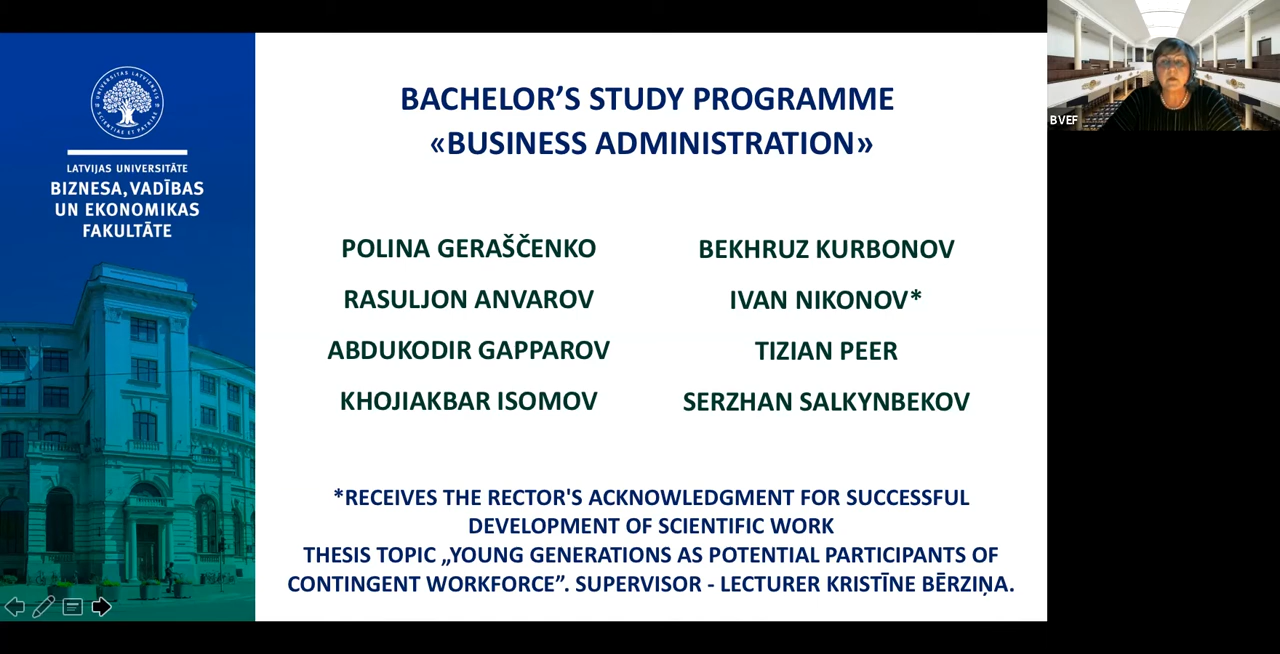 LATVIJAS UNIVERSITĀTE
BIZNESA, VADĪBAS
UN EKONOMIKAS
FAKULTĀTE
BACHELOR’S STUDY PROGRAMME
«BUSINESS ADMINISTRATION»
POLINA GERAŠČENKO
RASULJON ANVAROV
ABDUKODIR GAPPAROV
KHOJIAKBAR ISOMOV
BEKHRUZ KURBONOV
IVAN NIKONOV*
TIZIAN PEER
SERZHAN SALKYNBEKOV
*RECEIVES THE RECTOR'S ACKNOWLEDGMENT FOR SUCCESSFUL
DEVELOPMENT OF SCIENTIFIC WORK
THESIS TOPIC „YOUNG GENERATIONS AS POTENTIAL PARTICIPANTS OF
CONTINGENT WORKFORCE”. SUPERVISOR - LECTURER KRISTĪNE BĒRZIŅA.
BVEF